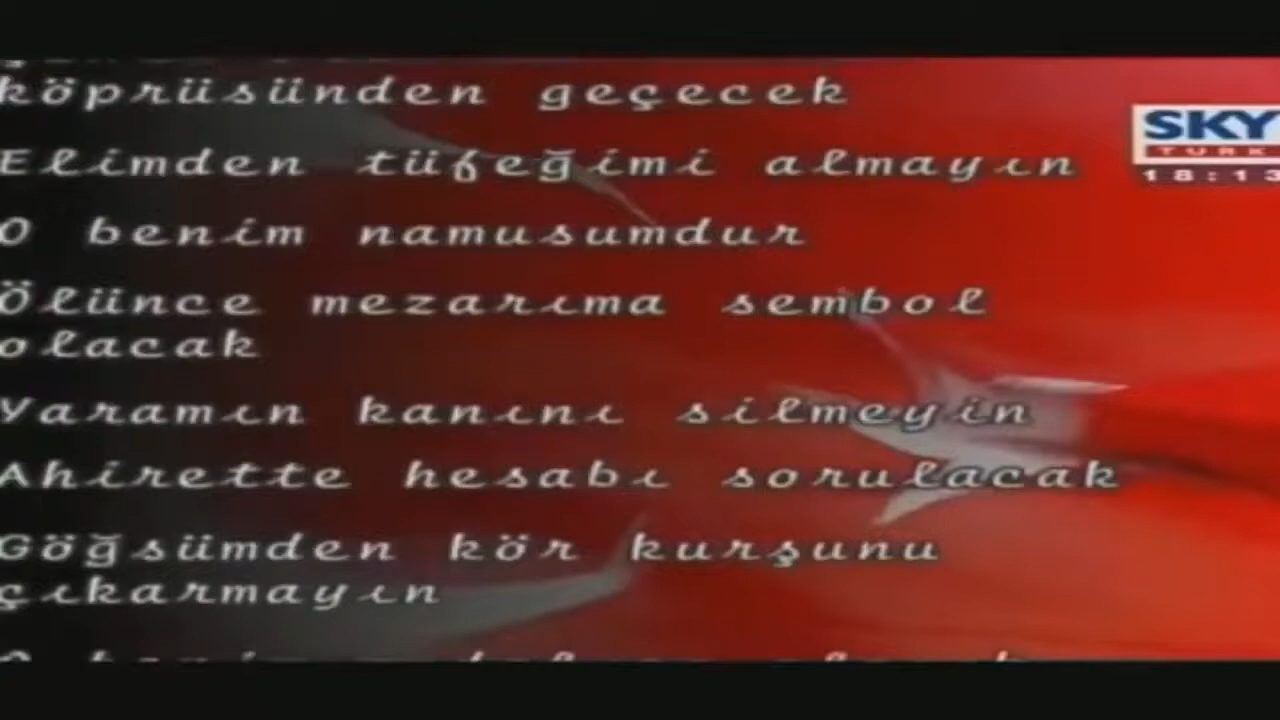 köprüsünden geçecek
Elimden tüfeğimi almayın
O benim namusumdur
Ölünce mezarıma sembol
olacak
Yaramın kanını silmeyin
Ahirette hesabı sorulacak
Göğsümden kör kurşunu
çıkarmayın
SKY
TURK
18:13